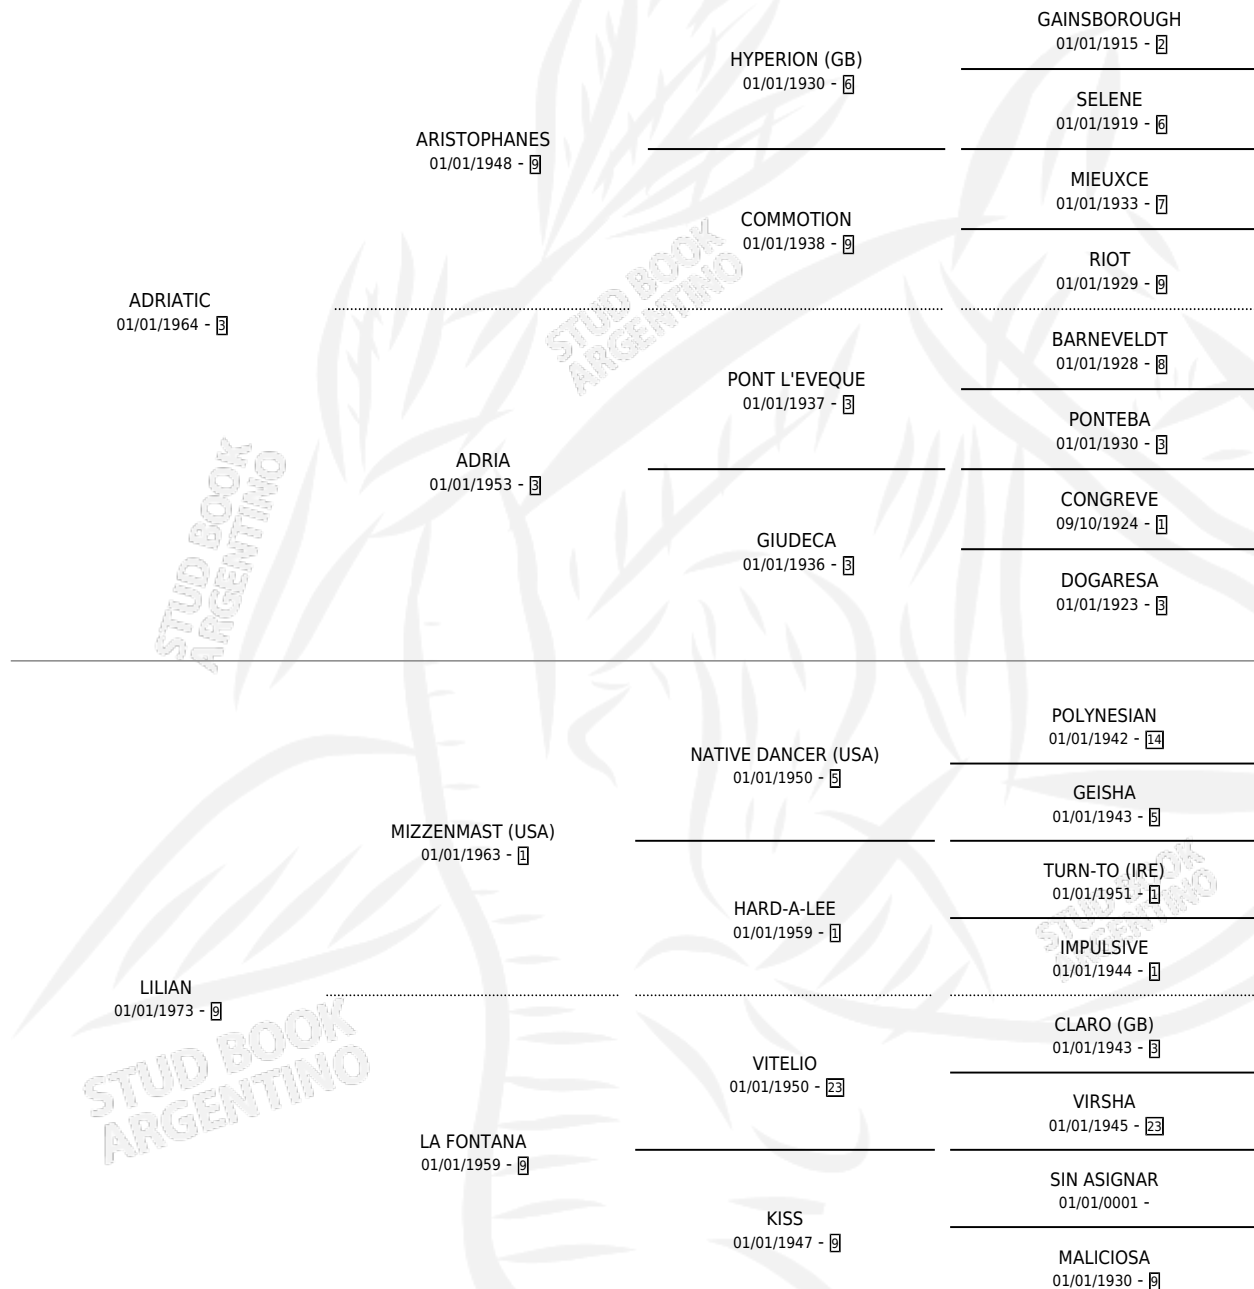 GAINSBOROUGH
01/01/1915 - 2
HYPERION (GB)
01/01/1930 - 6
SELENE
01/01/1919 - 6
ARISTOPHANES
01/01/1948 - 9
MIEUXCE
01/01/1933 - 7
COMMOTION
01/01/1938 - 9
RIOT
01/01/1929 - 9
ADRIATIC
01/01/1964 - 3
BARNEVELDT
01/01/1928 - 8
PONT L'EVEQUE
01/01/1937 - 3
PONTEBA
01/01/1930 - 3
ADRIA
01/01/1953 - 3
CONGREVE
09/10/1924 - 1
GIUDECA
01/01/1936 - 3
DOGARESA
01/01/1923 - 3
STUD BOOK
ARGENTINO
STUD BOOK
ARGENTINO
POLYNESIAN
01/01/1942 - 14
NATIVE DANCER (USA)
01/01/1950 - 5
GEISHA
01/01/1943 - 5
MIZZENMAST (USA)
01/01/1963 - 1
TURN-TO (IRE)
01/01/1951 - 1
HARD-A-LEE
01/01/1959 - 1
IMPULSIVE
01/01/1944 - 1
LILIAN
01/01/1973 - 9
CLARO (GB)
01/01/1943 - 3
VITELIO
01/01/1950 - 23
VIRSHA
01/01/1945 - 23
LA FONTANA
01/01/1959 - 9
SIN ASIGNAR
01/01/0001 -
KISS
01/01/1947 - 9
MALICIOSA
01/01/1930 - 9
STUD BOOK
ARGENTINO
STUD BOOK
ARGENTINO